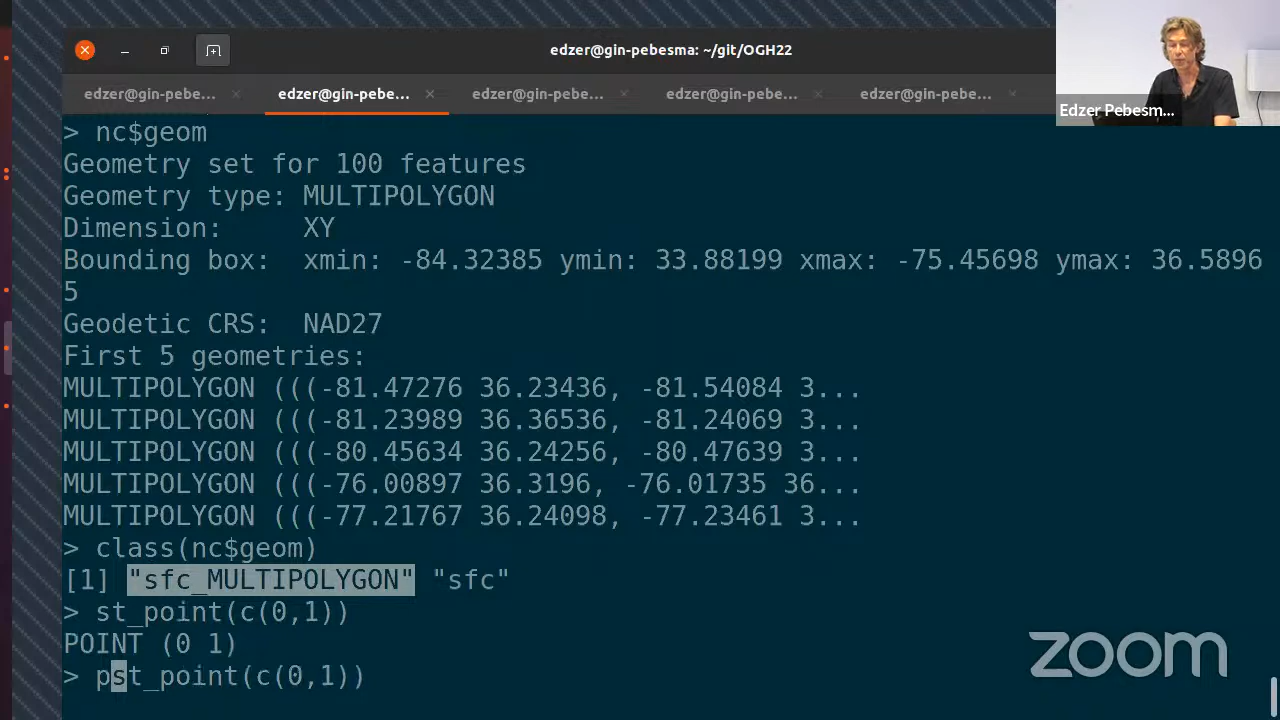 edzer@gin-pebesma: ~/git/OGH22
edzer@gin-pebe... edzer@gin-pebe... edzer@gin-pebe... edzer@gin-pebe... edzer@gin-pebe...
Edzer Pebesm...
> nc$geom
Geometry set for 100 features
Geometry type: MULTIPOLYGON
Dimension:     XY
Bounding box:  xmin: -84.32385 ymin: 33.88199 xmax: -75.45698 ymax: 36.5896
5
Geodetic CRS:  NAD27
First 5 geometries:
MULTIPOLYGON (((-81.47276 36.23436, -81.54084 3...
MULTIPOLYGON (((-81.23989 36.36536, -81.24069 3...
MULTIPOLYGON (((-80.45634 36.24256, -80.47639 3...
MULTIPOLYGON (((-76.00897 36.3196, -76.01735 36...
MULTIPOLYGON (((-77.21767 36.24098, -77.23461 3...
> class(nc$geom)
[1] "sfc_MULTIPOLYGON" "sfc"
> st_point(c(0,1))
POINT (0 1)
> pst_point(c(0,1))
zoom